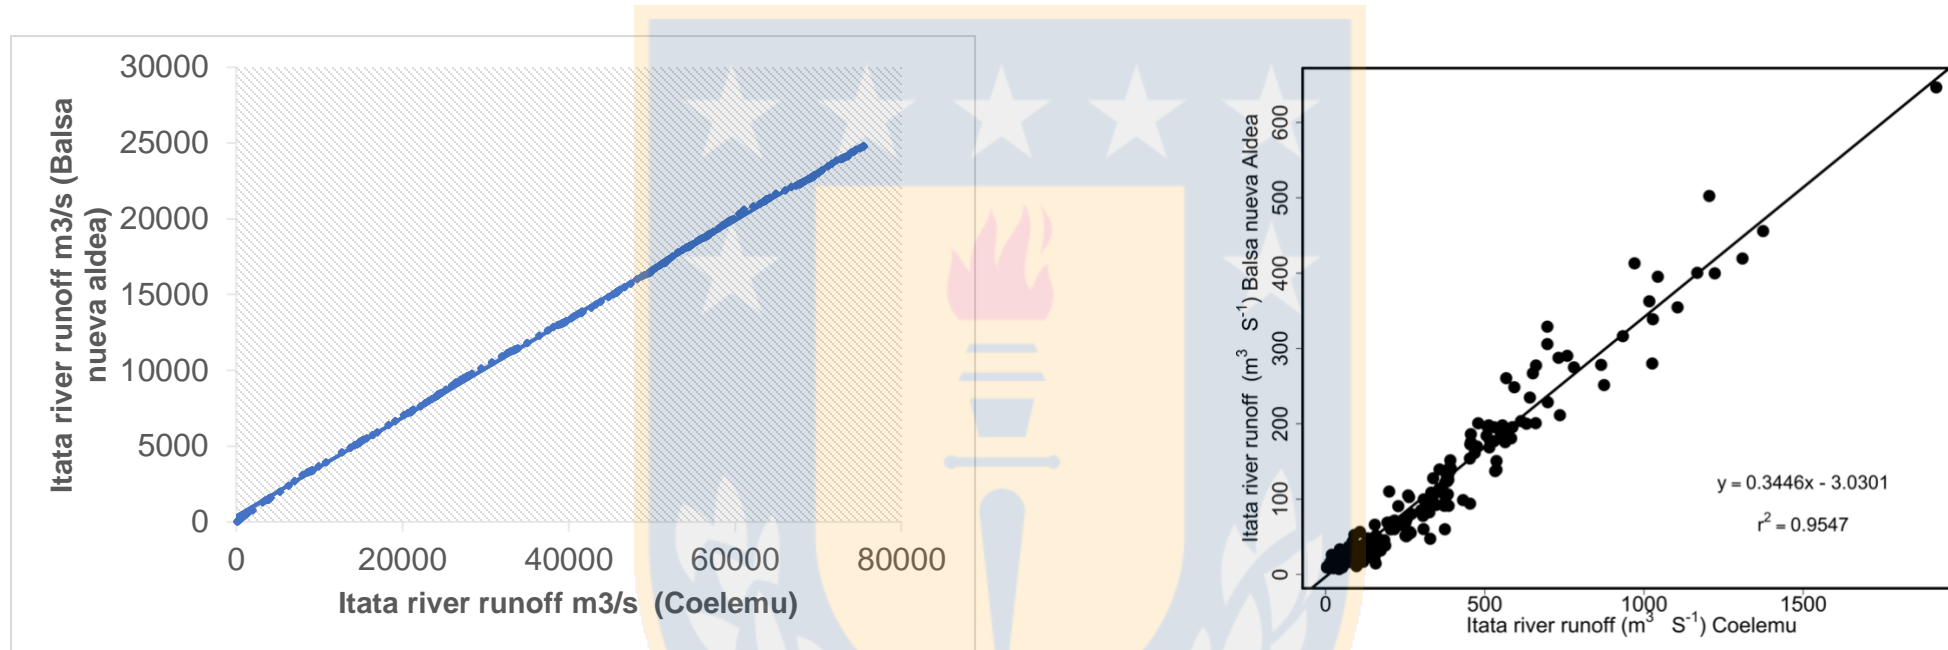 30000
25000
20000
15000
10000
5000
0
Itata river runoff m3/s (Balsa
nueva aldea)
0 20000 40000 60000 80000
Itata river runoff m3/s (Coelemu)
600
500
400
300
200
100
0
Itata river runoff (m³ S⁻¹) Balsa nueva Aldea
y = 0.3446x - 3.0301
r² = 0.9547
0 500 1000 1500
Itata river runoff (m³ S⁻¹) Coelemu